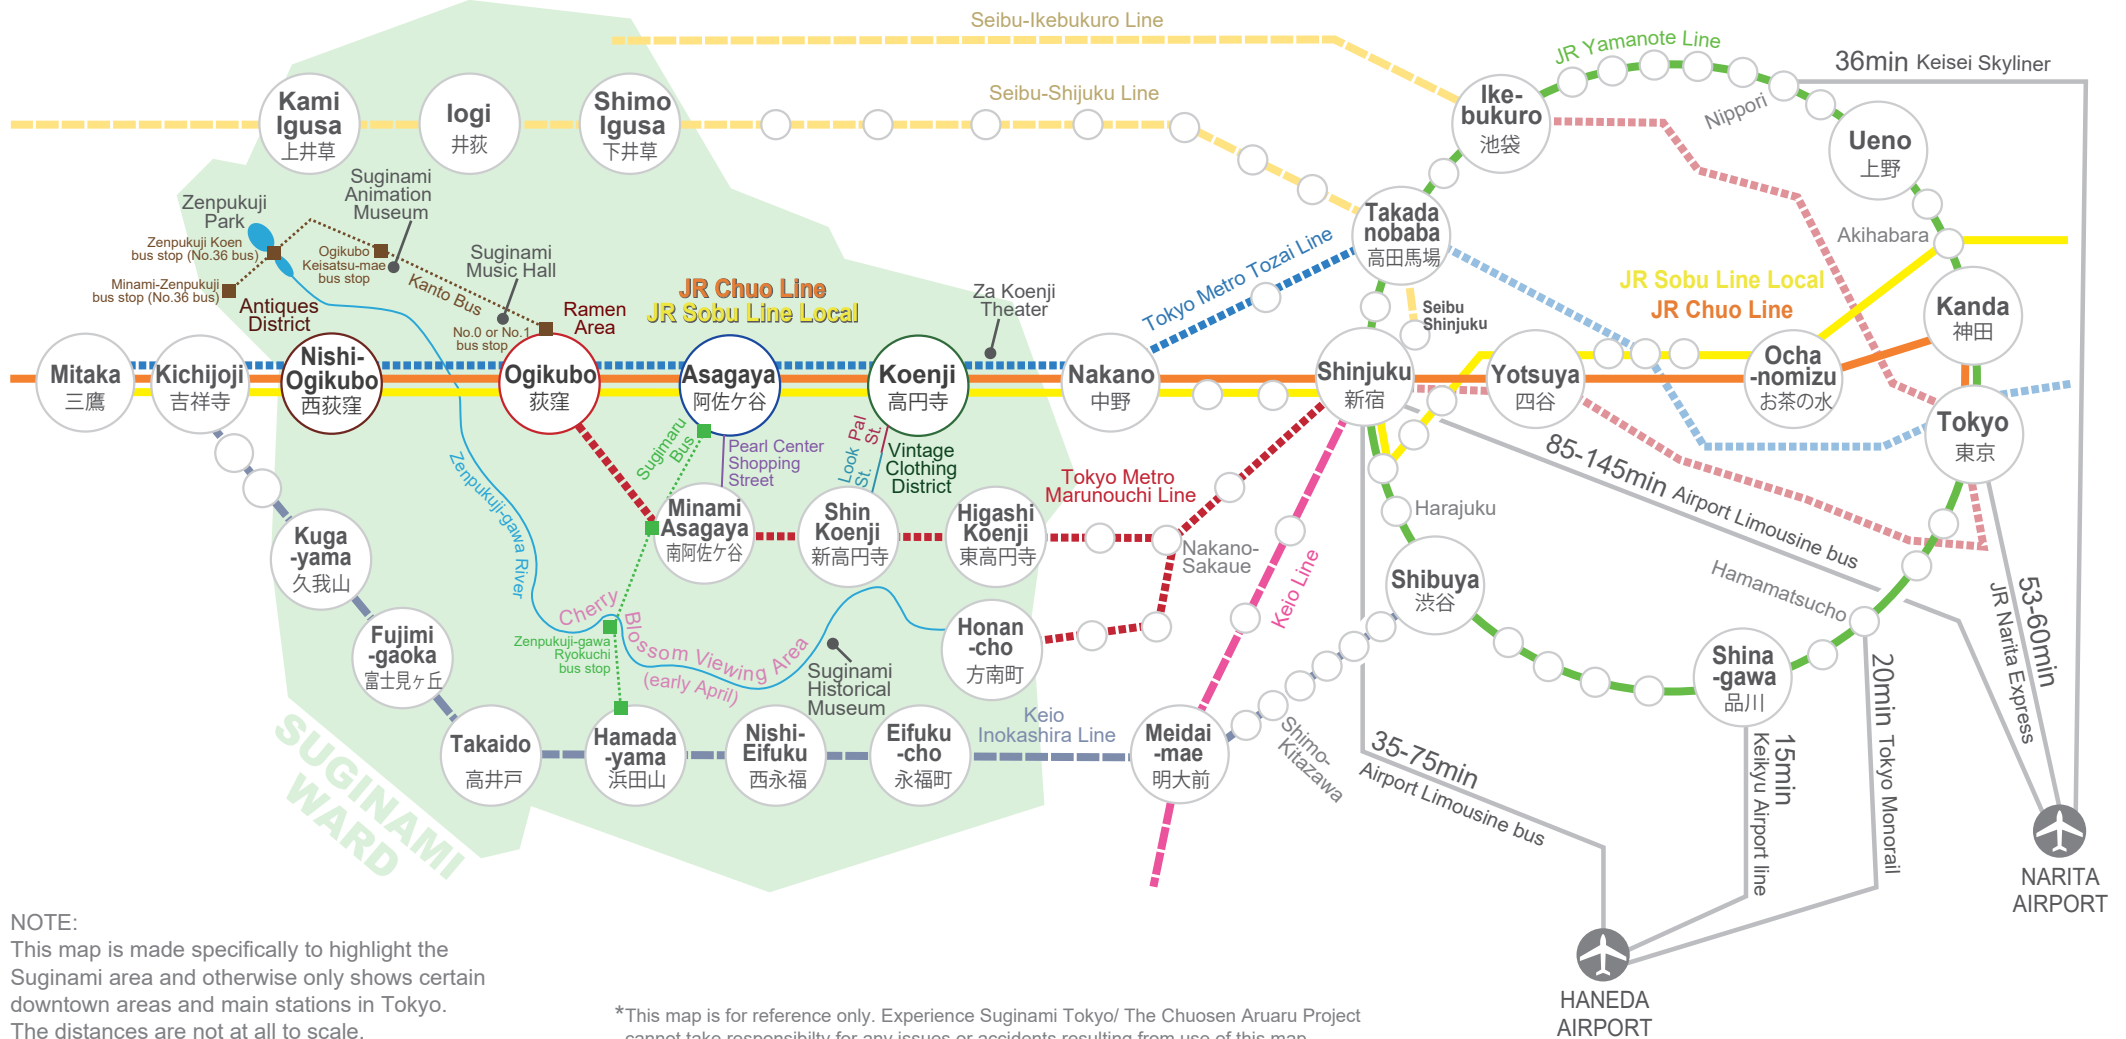 Seibu-Ikebukuro Line
JR Yamanote Line
36min Keisei Skyliner
Seibu-Shijuku Line
Kami
Igusa
上井草
Iogi
井荻
Shimo
Igusa
下井草
Ike-
bukuro
池袋
Nippori
Ueno
上野
Suginami
Animation
Museum
Zenpukuji
Park
Zenpukuji Koen
bus stop (No.36 bus)
Ogikubo
Keisatsu-mae
bus stop
Minami-Zenpukuji
bus stop (No.36 bus)
Kanto Bus
Suginami
Music Hall
No.0 or No.1
bus stop
Antiques
District
Ramen
Area
JR Chuo Line
JR Sobu Line Local
Za Koenji
Theater
Tokyo Metro Tozai Line
Takada
nobaba
高田馬場
Seibu
Shinjuku
Akihabara
JR Sobu Line Local
JR Chuo Line
Kanda
神田
Mitaka
三鷹
Kichijoji
吉祥寺
Nishi-
Ogikubo
西荻窪
Ogikubo
荻窪
Asagaya
阿佐ケ谷
Koenji
高円寺
Nakano
中野
Shinjuku
新宿
Yotsuya
四谷
Ocha
-nomizu
お茶の水
Tokyo
東京
Sugimaru
Bus
Pearl Center
Shopping
Street
Look
St.
Pal
St.
Vintage
Clothing
District
Zenpukuji-gawa River
Tokyo Metro
Marunouchi Line
85-145min Airport Limousine bus
Harajuku
Kuga
-yama
久我山
Minami
Asagaya
南阿佐ケ谷
Shin
Koenji
新高円寺
Higashi
Koenji
東高円寺
Nakano-
Sakaue
Keio Line
Shibuya
渋谷
Hamamatsucho
53-60min
JR Narita Express
Fujimi
-gaoka
富士見ヶ丘
Cherry
Blossom Viewing Area
(early April)
Zenpukuji-gawa
Ryokuchi
bus stop
Suginami
Historical
Museum
Honan
-cho
方南町
Shina
-gawa
品川
20min Tokyo Monorail
15min
Keikyu Airport line
Takaido
高井戸
Hamada
-yama
浜田山
Nishi-
Eifuku
西永福
Eifuku
-cho
永福町
Keio
Inokashira Line
Meidai
-mae
明大前
Shimo-
Kitazawa
35-75min
Airport Limousine bus
SUGINAMI
WARD
NARITA
AIRPORT
HANEDA
AIRPORT
NOTE:
This map is made specifically to highlight the
Suginami area and otherwise only shows certain
downtown areas and main stations in Tokyo.
The distances are not at all to scale.
*This map is for reference only. Experience Suginami Tokyo/ The Chuosen Aruaru Project
cannot take responsibilty for any issues or accidents resulting from use of this map.